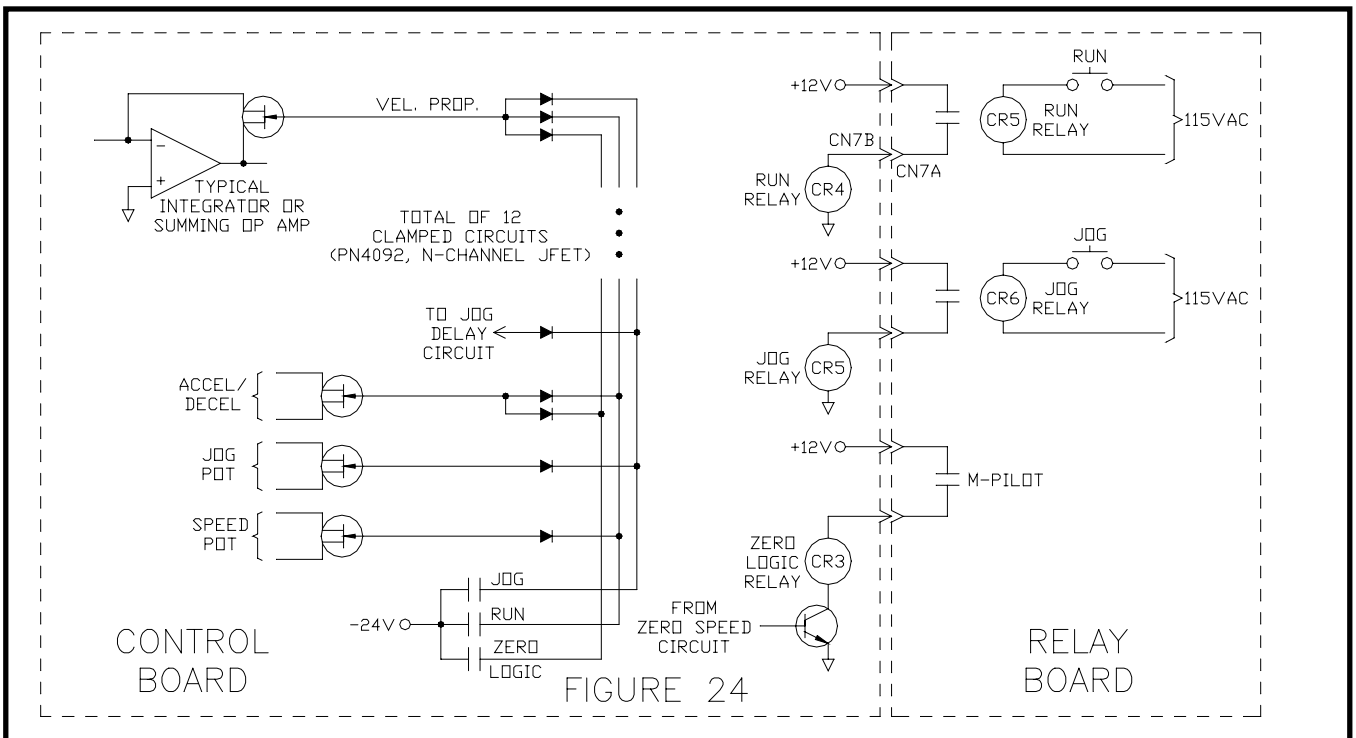 VEL. PROP.
-
+
TYPICAL
INTEGRATOR OR
SUMMING OP AMP
TOTAL OF 12
CLAMPED CIRCUITS
(PN4092, N-CHANNEL JFET)
TO JOG
DELAY
CIRCUIT
ACCEL/
DECEL
JOG
POT
SPEED
POT
-24V
JOG
RUN
ZERO
LOGIC
CONTROL
BOARD
FIGURE 24
+12V
CN7B
CN7A
RUN
RELAY
CR4
CR5
RUN
RUN
RELAY
115VAC
+12V
JOG
RELAY
CR5
CR6
JOG
JOG
RELAY
115VAC
+12V
M-PILOT
ZERO
LOGIC
RELAY
CR3
FROM
ZERO SPEED
CIRCUIT
RELAY
BOARD